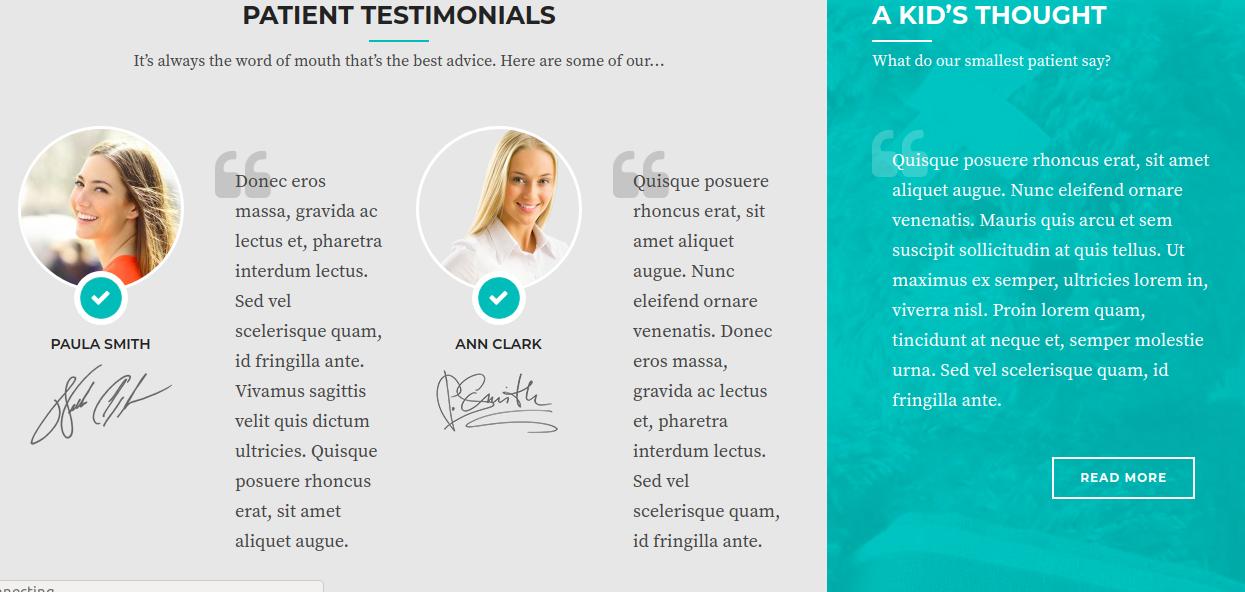 PATIENT TESTIMONIALS
It’s always the word of mouth that’s the best advice. Here are some of our…
PAULA SMITH
Donec eros
massa, gravida ac
lectus et, pharetra
interdum lectus.
Sed vel
scelerisque quam,
id fringilla ante.
Vivamus sagittis
velit quis dictum
ultricies. Quisque
posuere rhoncus
erat, sit amet
aliquet augue.
ANN CLARK
Quisque posuere
rhoncus erat, sit
amet aliquet
augue. Nunc
eleifend ornare
venenatis. Donec
eros massa,
gravida ac lectus
et, pharetra
interdum lectus.
Sed vel
scelerisque quam,
id fringilla ante.
A KID’S THOUGHT
What do our smallest patient say?
Quisque posuere rhoncus erat, sit amet
aliquet augue. Nunc eleifend ornare
venenatis. Mauris quis arcu et sem
suscipit sollicitudin at quis tellus. Ut
maximus ex semper, ultricies lorem in,
viverra nisl. Proin lorem quam,
tincidunt at neque et, semper molestie
urna. Sed vel scelerisque quam, id
fringilla ante.
READ MORE